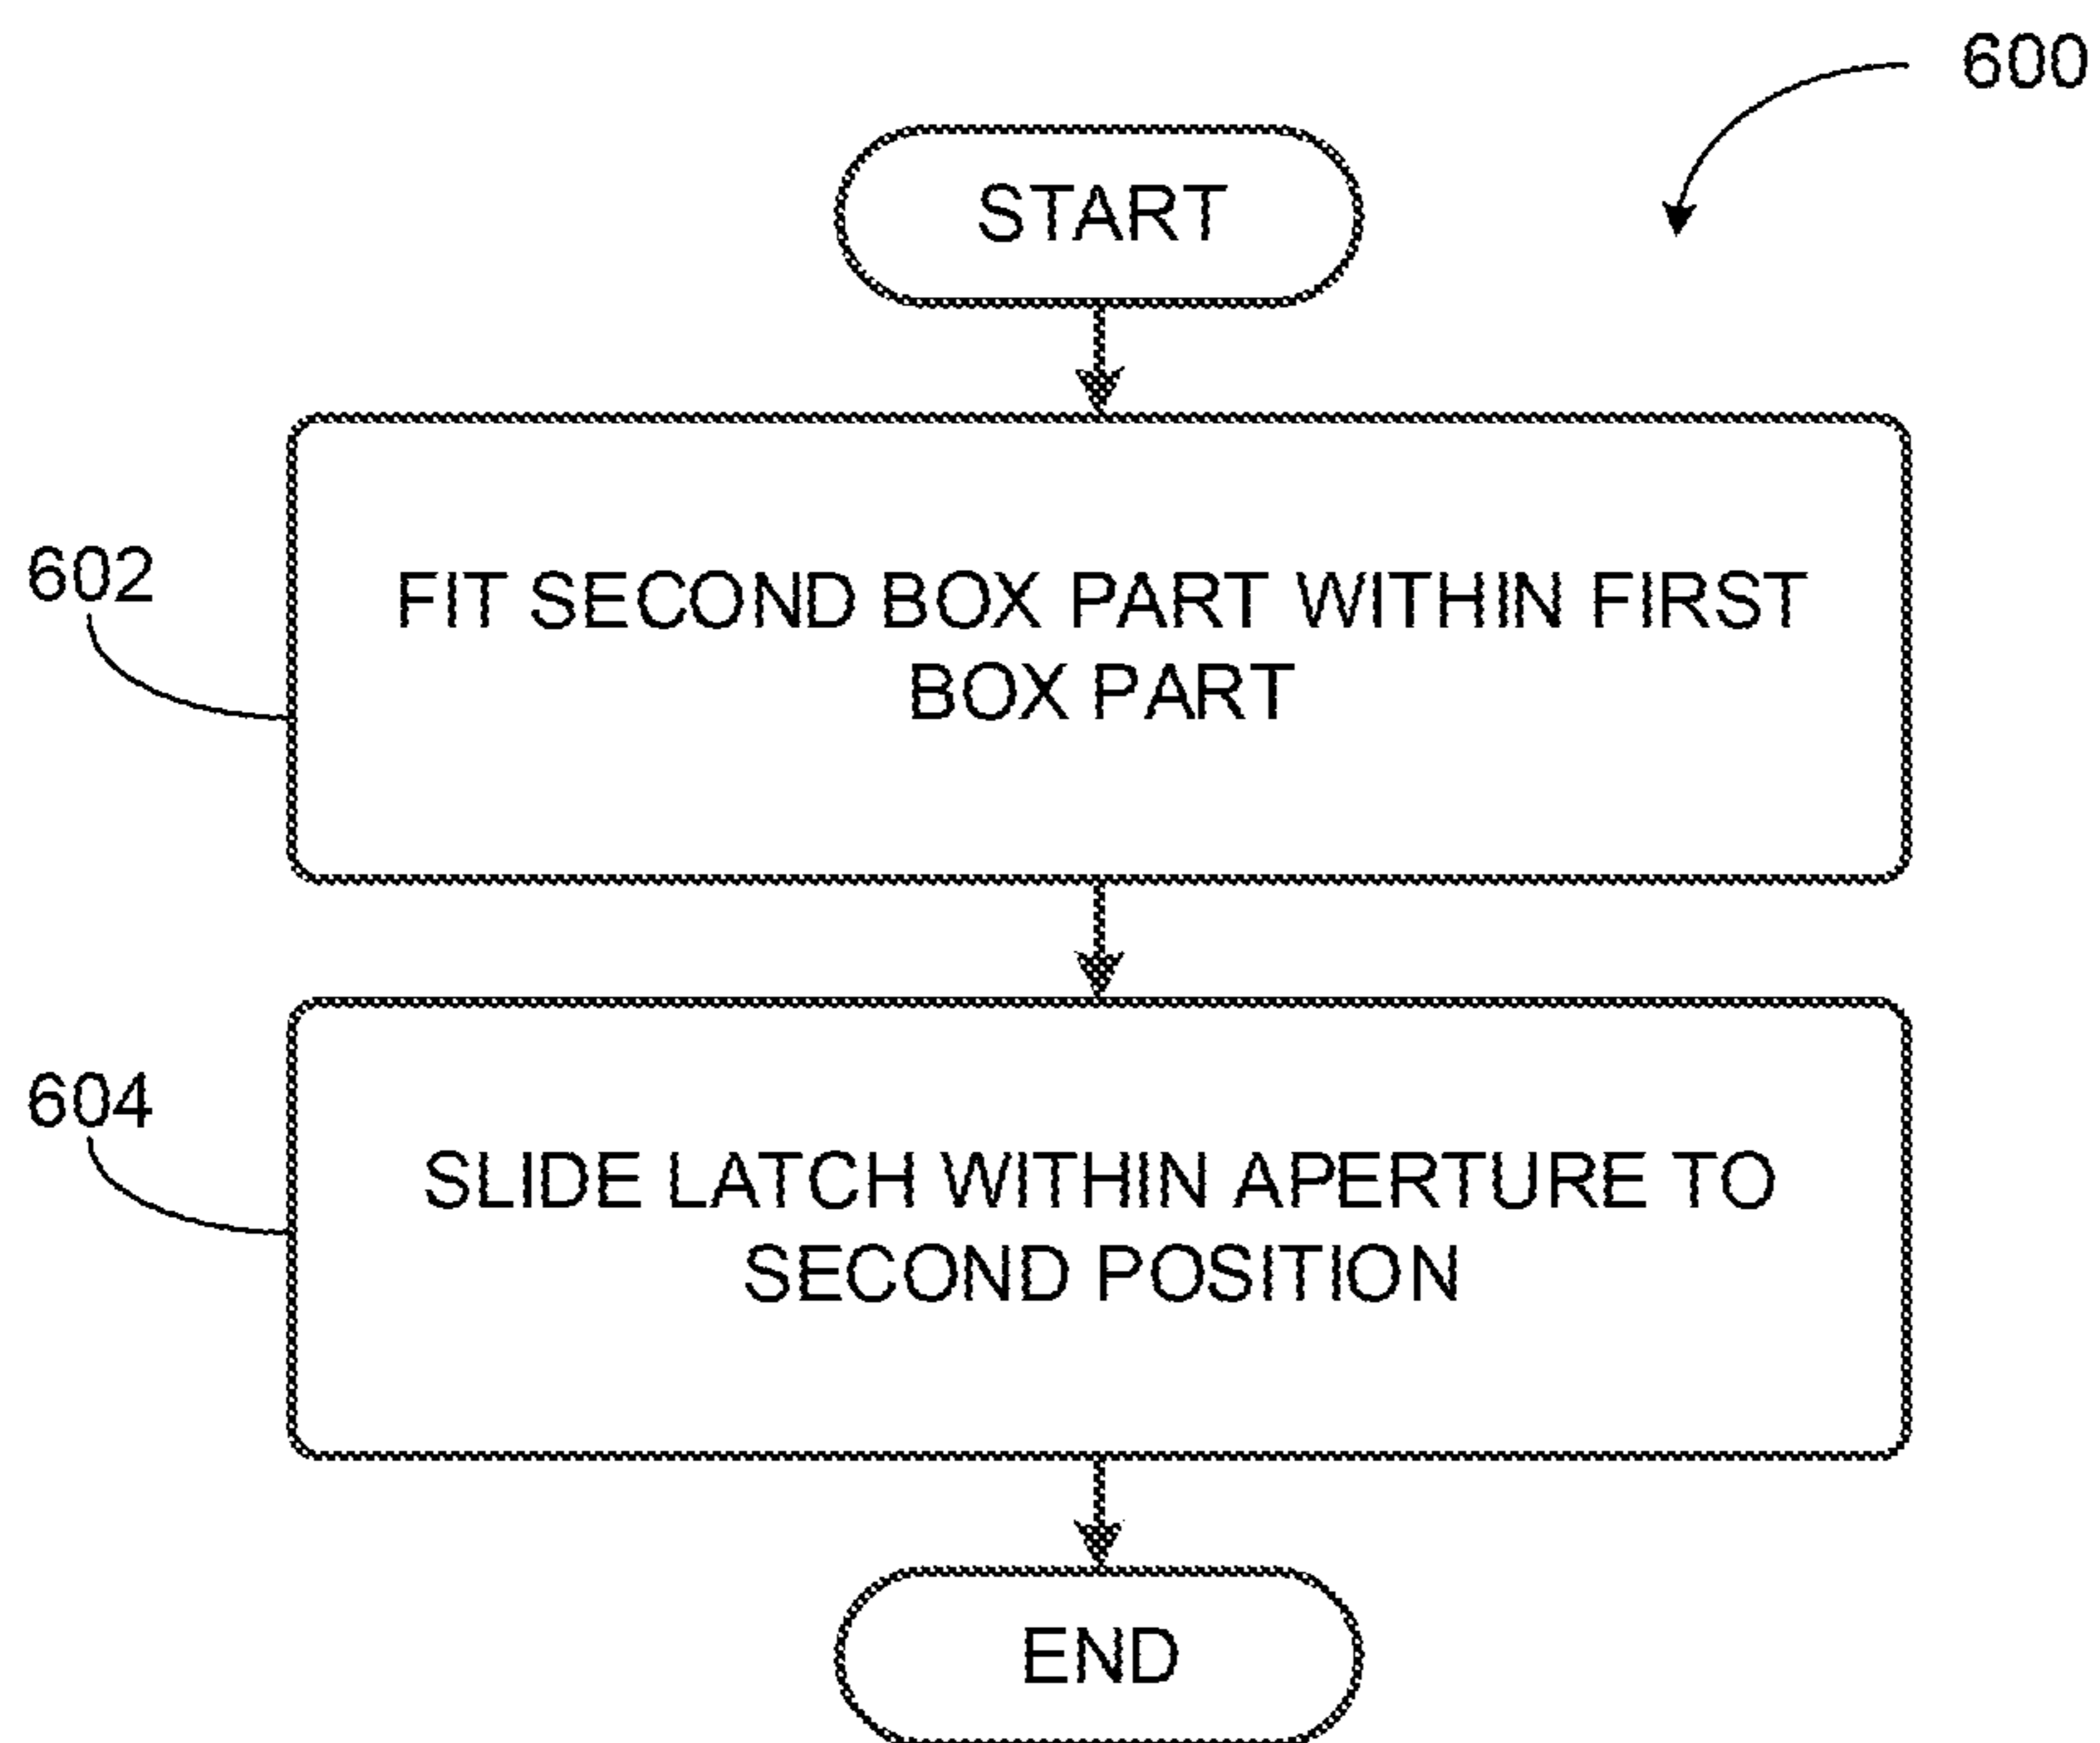 600
START
602
FIT SECOND BOX PART WITHIN FIRST
BOX PART
604
SLIDE LATCH WITHIN APERTURE TO
SECOND POSITION
END